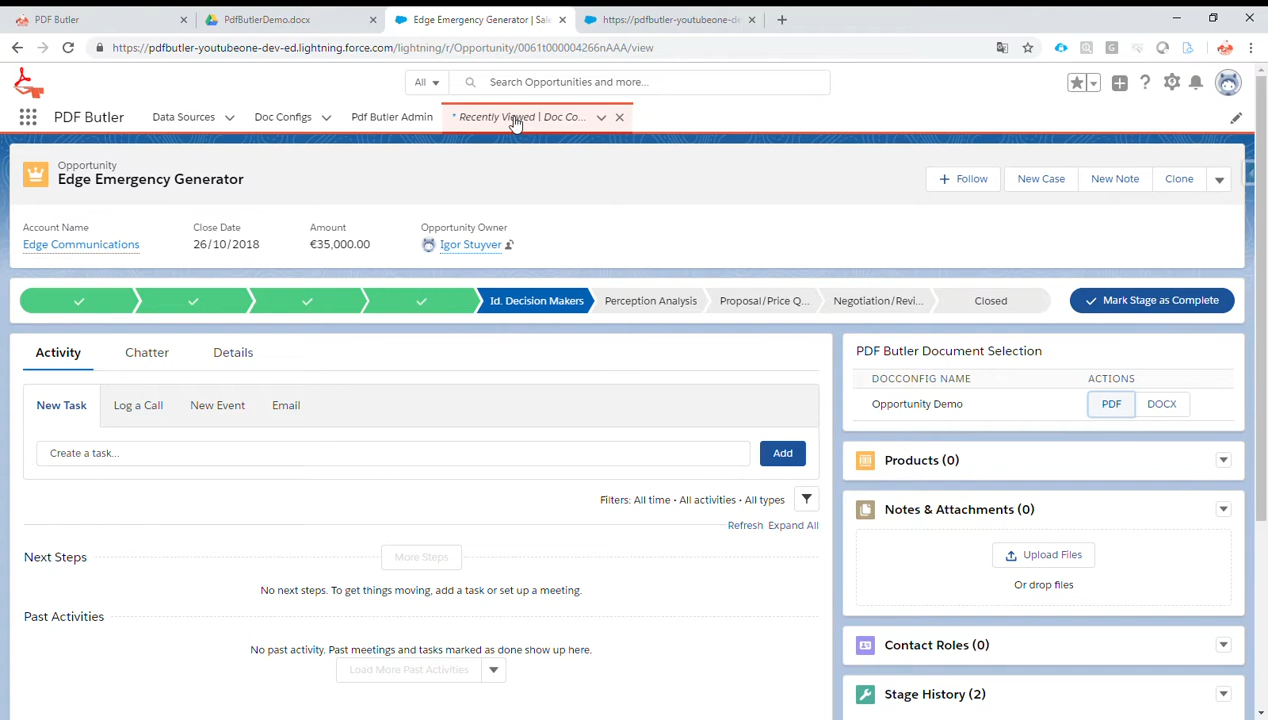 PDF Butler
PdfButlerDemo.docx
Edge Emergency Generator | Sale
https://pdfbutler-youtubeone-de
https://pdfbutler-youtubeone-dev-ed.lightning.force.com/lightning/r/Opportunity/0061t000004266nAAA/view
All
Search Opportunities and more...
PDF Butler
Data Sources
Doc Configs
Pdf Butler Admin
* Recently Viewed | Doc Co...
Opportunity
Edge Emergency Generator
Follow
New Case
New Note
Clone
Account Name
Close Date
Amount
Opportunity Owner
Edge Communications
26/10/2018
€35,000.00
Igor Stuyver
Id. Decision Makers
Perception Analysis
Proposal/Price Q...
Negotiation/Revi...
Closed
Mark Stage as Complete
Activity
Chatter
Details
PDF Butler Document Selection
DOCCONFIG NAME
ACTIONS
Opportunity Demo
PDF
DOCX
New Task
Log a Call
New Event
Email
Create a task...
Add
Products (0)
Filters: All time • All activities • All types
Notes & Attachments (0)
Refresh
Expand All
Next Steps
More Steps
Upload Files
Or drop files
No next steps. To get things moving, add a task or set up a meeting.
Past Activities
Contact Roles (0)
No past activity. Past meetings and tasks marked as done show up here.
Load More Past Activities
Stage History (2)